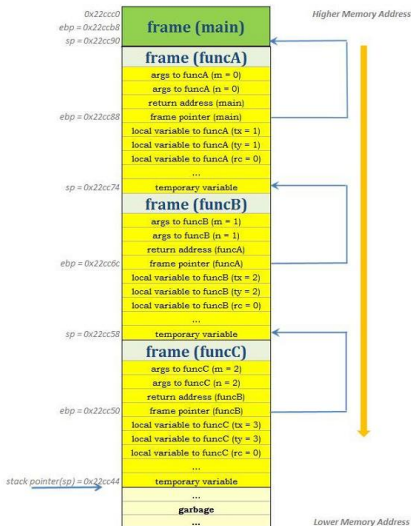 0x22ccc0
Higher Memory Address
frame (main)
ebp = 0x22ccb8
sp = 0x22cc90
frame (funcA)
args to funcA (m = 0)
args to funcA (n = 0)
return address (main)
ebp = 0x22cc88
frame pointer (main)
local variable to funcA (tx = 1)
local variable to funcA (ty = 1)
local variable to funcA (rc = 0)
...
sp = 0x22cc74
temporary variable
frame (funcB)
args to funcB (m = 1)
args to funcB (n = 1)
return address (funcA)
ebp = 0x22cc6c
frame pointer (funcA)
local variable to funcB (tx = 2)
local variable to funcB (ty = 2)
local variable to funcB (rc = 0)
...
sp = 0x22cc58
temporary variable
frame (funcC)
args to funcC (m = 2)
args to funcC (n = 2)
return address (funcB)
ebp = 0x22cc50
frame pointer (funcB)
local variable to funcC (tx = 3)
local variable to funcC (ty = 3)
local variable to funcC (rc = 0)
...
stack pointer(sp) = 0x22cc44
temporary variable
...
garbage
...
Lower Memory Address